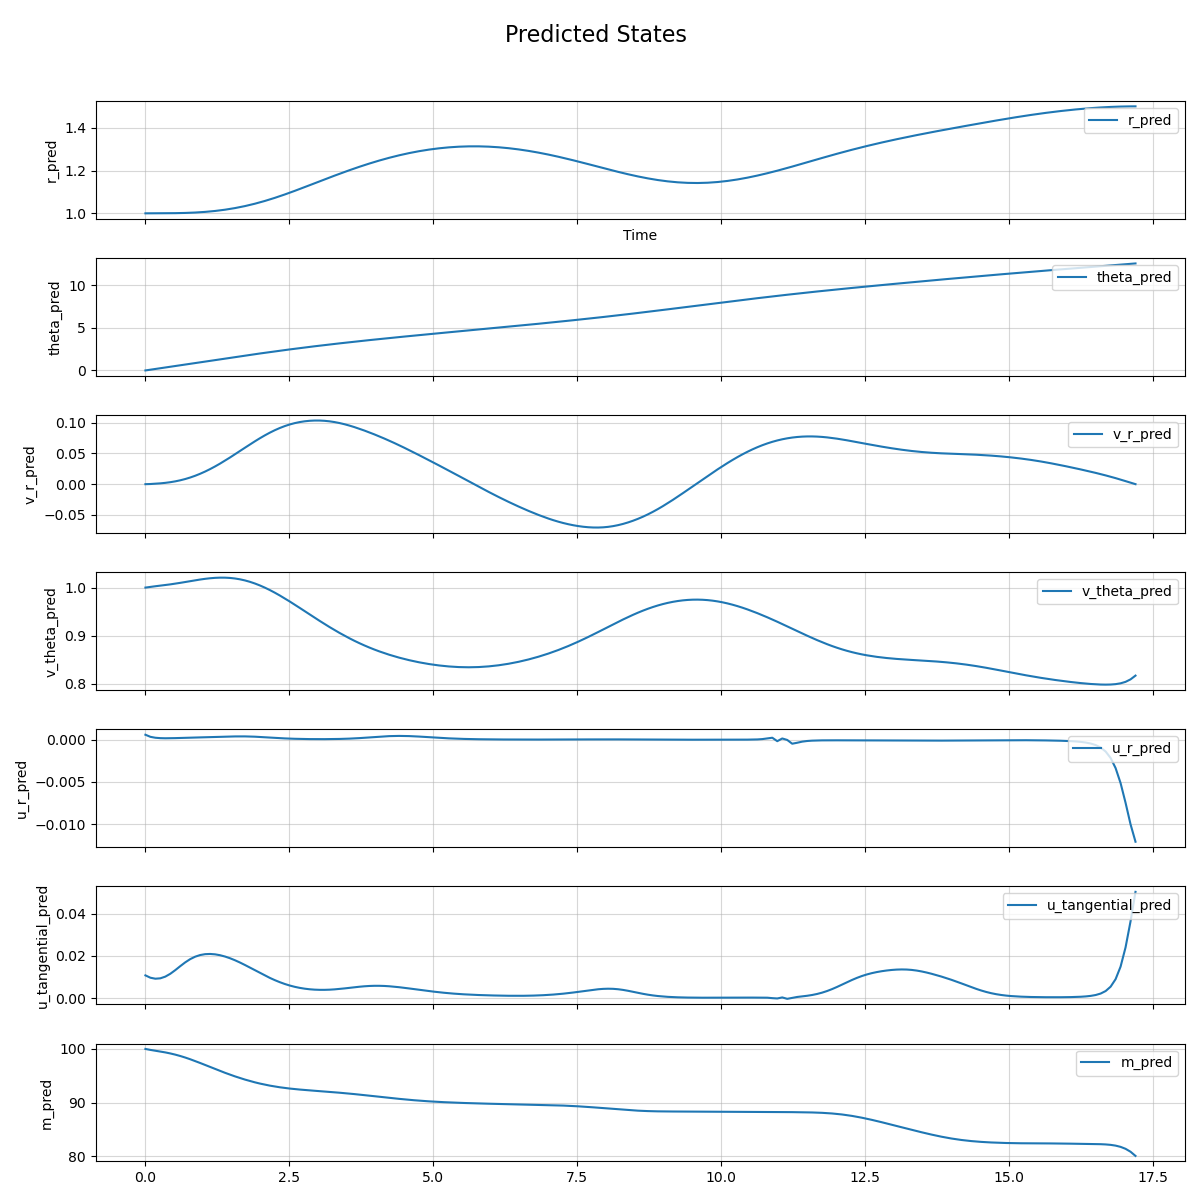 Predicted States
r_pred
1.4
1.2
1.0
r_pred
Time
theta_pred
10
5
0
theta_pred
v_r_pred
0.10
0.05
0.00
−0.05
v_r_pred
v_theta_pred
1.0
0.9
0.8
v_theta_pred
u_r_pred
0.000
−0.005
−0.010
u_r_pred
u_tangential_pred
0.04
0.02
0.00
u_tangential_pred
m_pred
100
90
80
m_pred
0.0 2.5 5.0 7.5 10.0 12.5 15.0 17.5